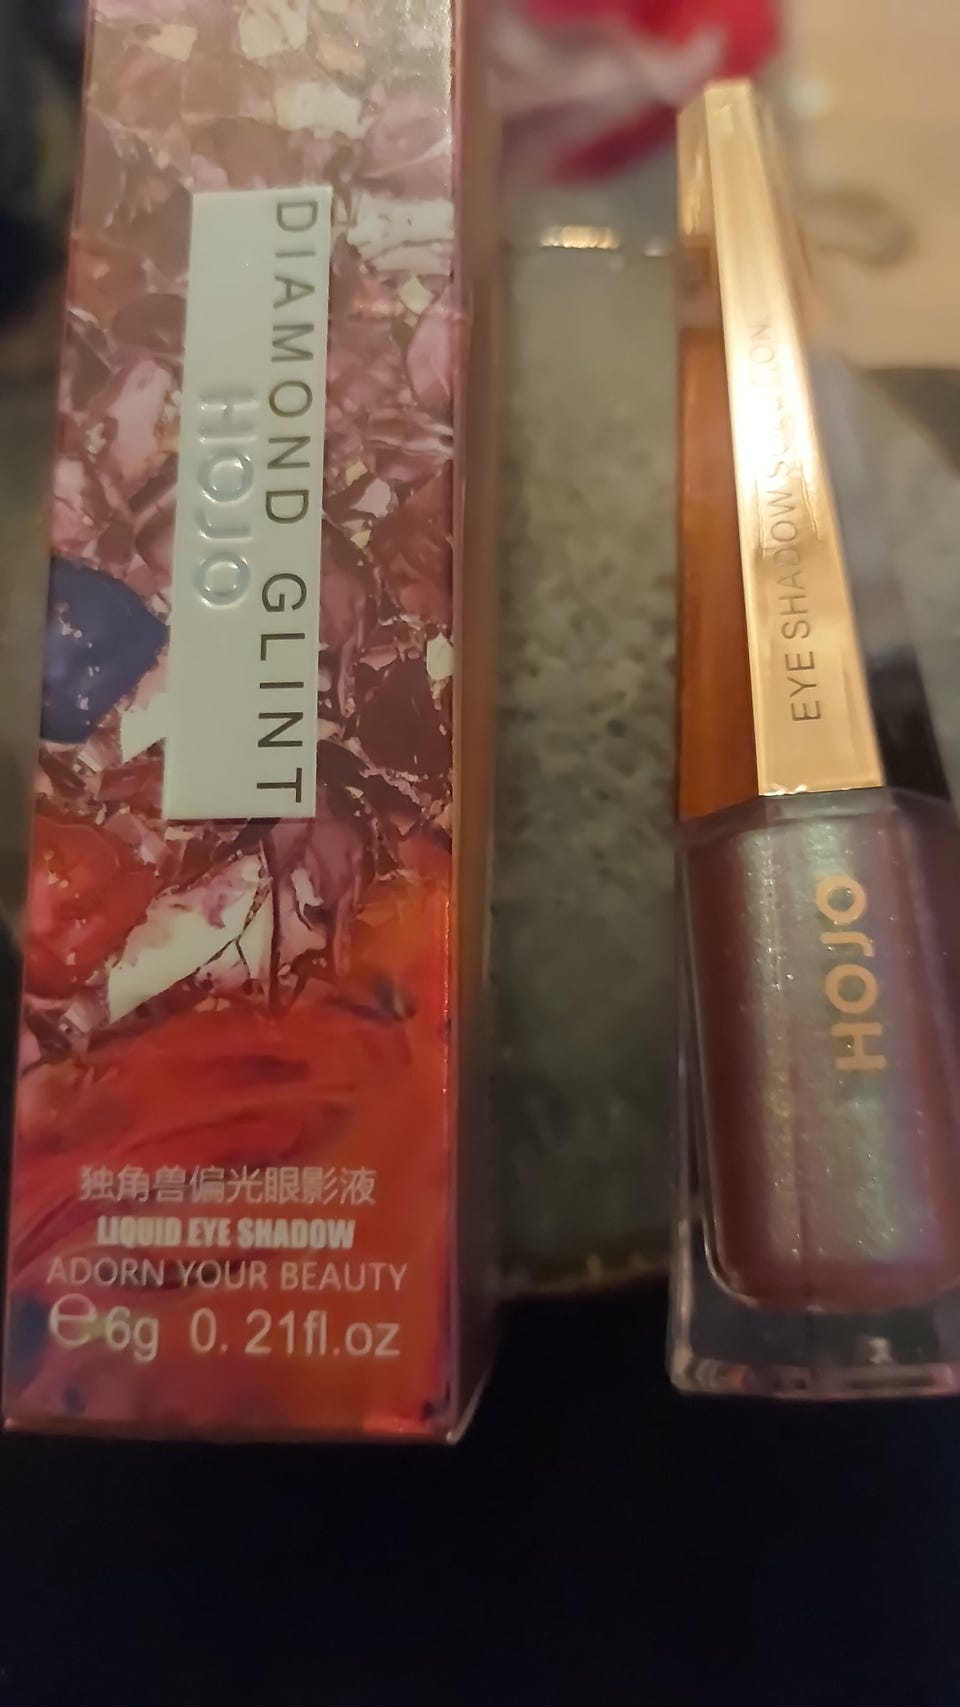 DIAMOND GLINT
HOJO
独角兽偏光眼影液
LIQUID EYE SHADOW
ADORN YOUR BEAUTY
e6g 0.21fl.oz
EYE SHADOW SOLUTION
HOJO